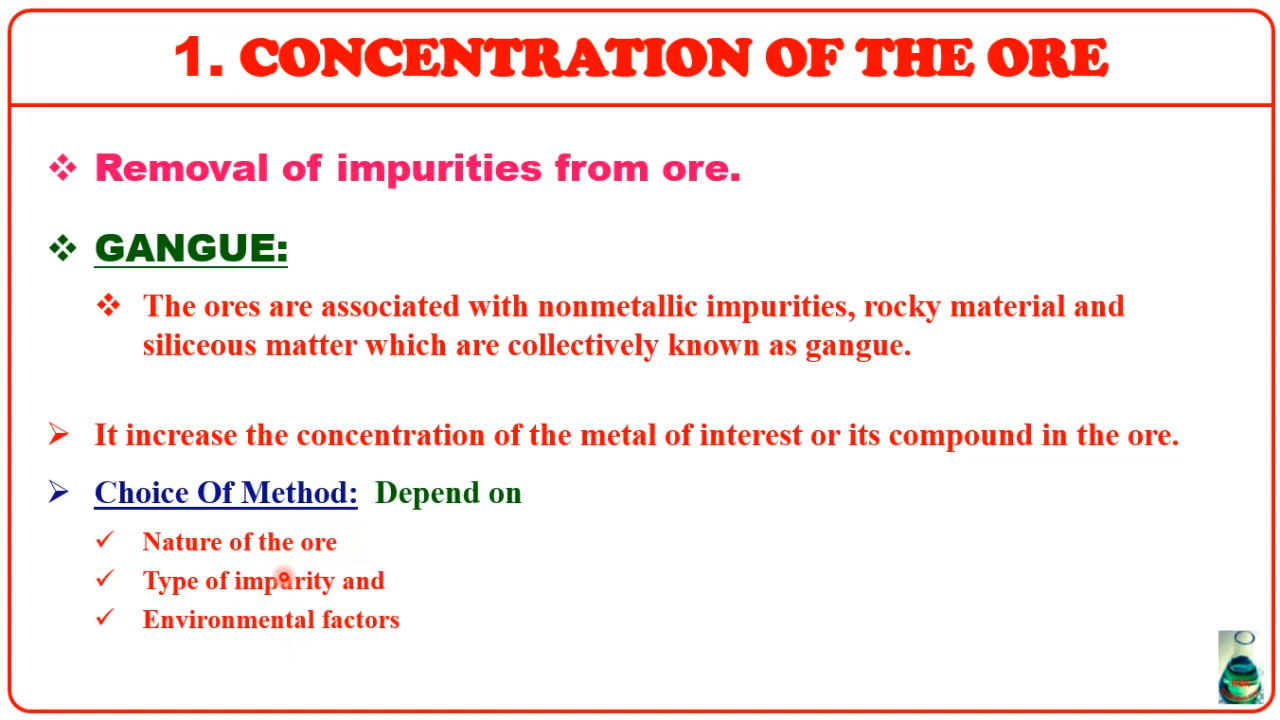 1. CONCENTRATION OF THE ORE
Removal of impurities from ore.
GANGUE:
The ores are associated with nonmetallic impurities, rocky material and
siliceous matter which are collectively known as gangue.
It increase the concentration of the metal of interest or its compound in the ore.
Choice Of Method: Depend on
Nature of the ore
Type of impurity and
Environmental factors